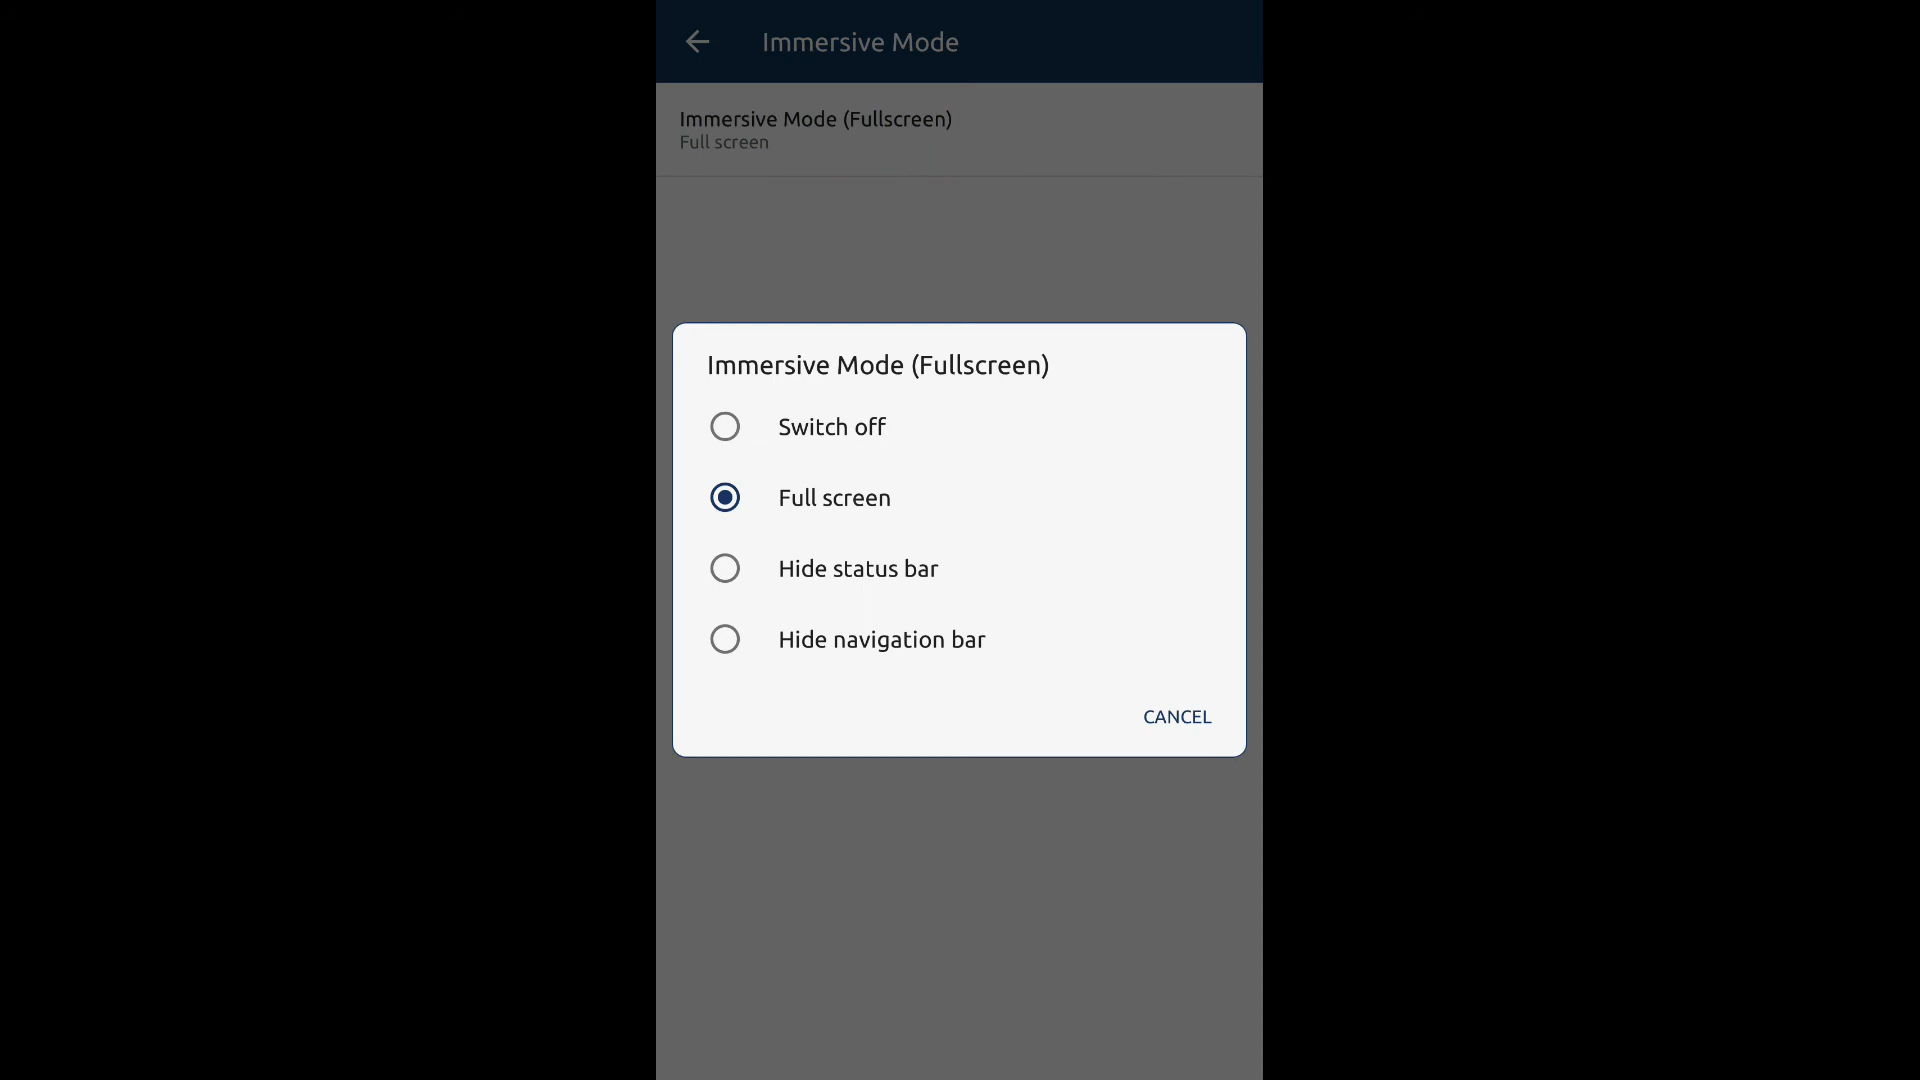 Immersive Mode
Immersive Mode (Fullscreen)
Full screen
Immersive Mode (Fullscreen)
Switch off
Full screen
Hide status bar
Hide navigation bar
CANCEL